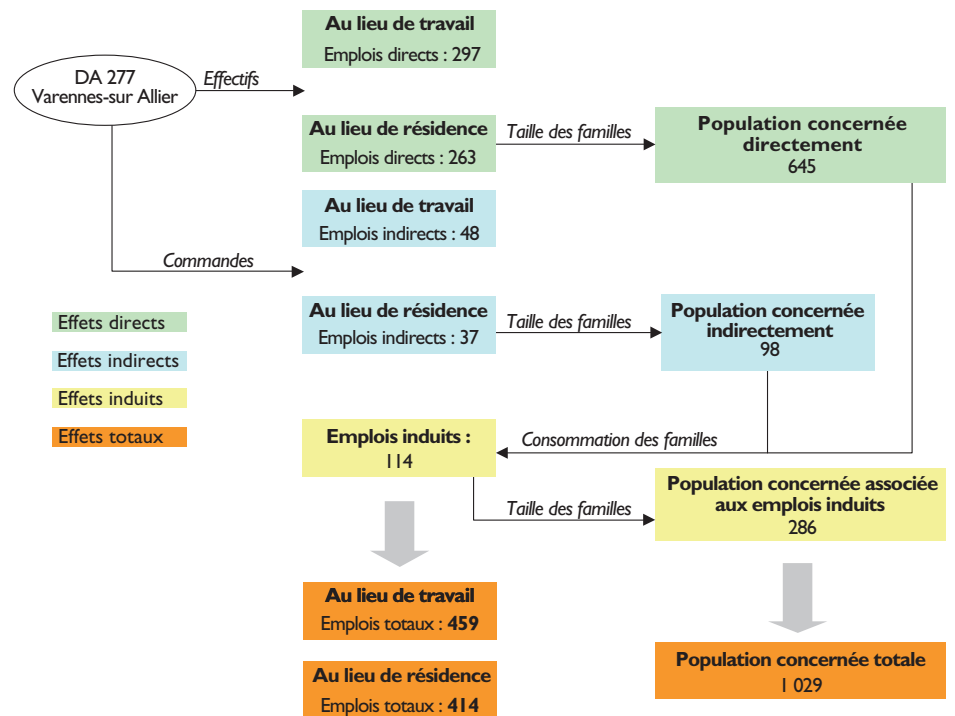 Au lieu de travail
Emplois directs : 297
DA 277
Varennes-sur Allier
Effectifs
Au lieu de résidence
Emplois directs : 263
Taille des familles
Population concernée
directement
645
Au lieu de travail
Emplois indirects : 48
Commandes
Au lieu de résidence
Emplois indirects : 37
Taille des familles
Population concernée
indirectement
98
Effets directs
Effets indirects
Effets induits
Effets totaux
Emplois induits :
114
Consommation des familles
Taille des familles
Population concernée associée
aux emplois induits
286
Au lieu de travail
Emplois totaux : 459
Au lieu de résidence
Emplois totaux : 414
Population concernée totale
1 029